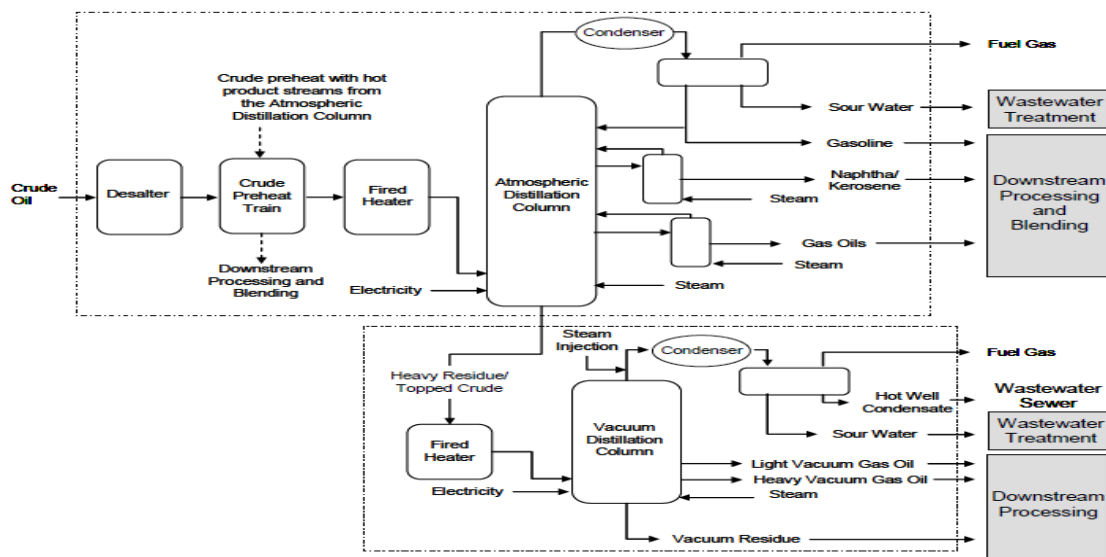 Condenser
Fuel Gas
Crude preheat with hot
product streams from
the Atmospheric
Distillation Column
Sour Water
Wastewater
Treatment
Gasoline
Crude
Oil
Desalter
Crude
Preheat
Train
Fired
Heater
Atmospheric
Distillation
Column
Naphtha/
Kerosene
Steam
Downstream
Processing
and
Blending
Gas Oils
Steam
Downstream
Processing and
Blending
Electricity
Steam
Steam
Injection
Condenser
Fuel Gas
Heavy Residue/
Topped Crude
Hot Well
Condensate
Wastewater
Sewer
Fired
Heater
Vacuum
Distillation
Column
Sour Water
Wastewater
Treatment
Light Vacuum Gas Oil
Heavy Vacuum Gas Oil
Electricity
Steam
Downstream
Processing
Vacuum Residue